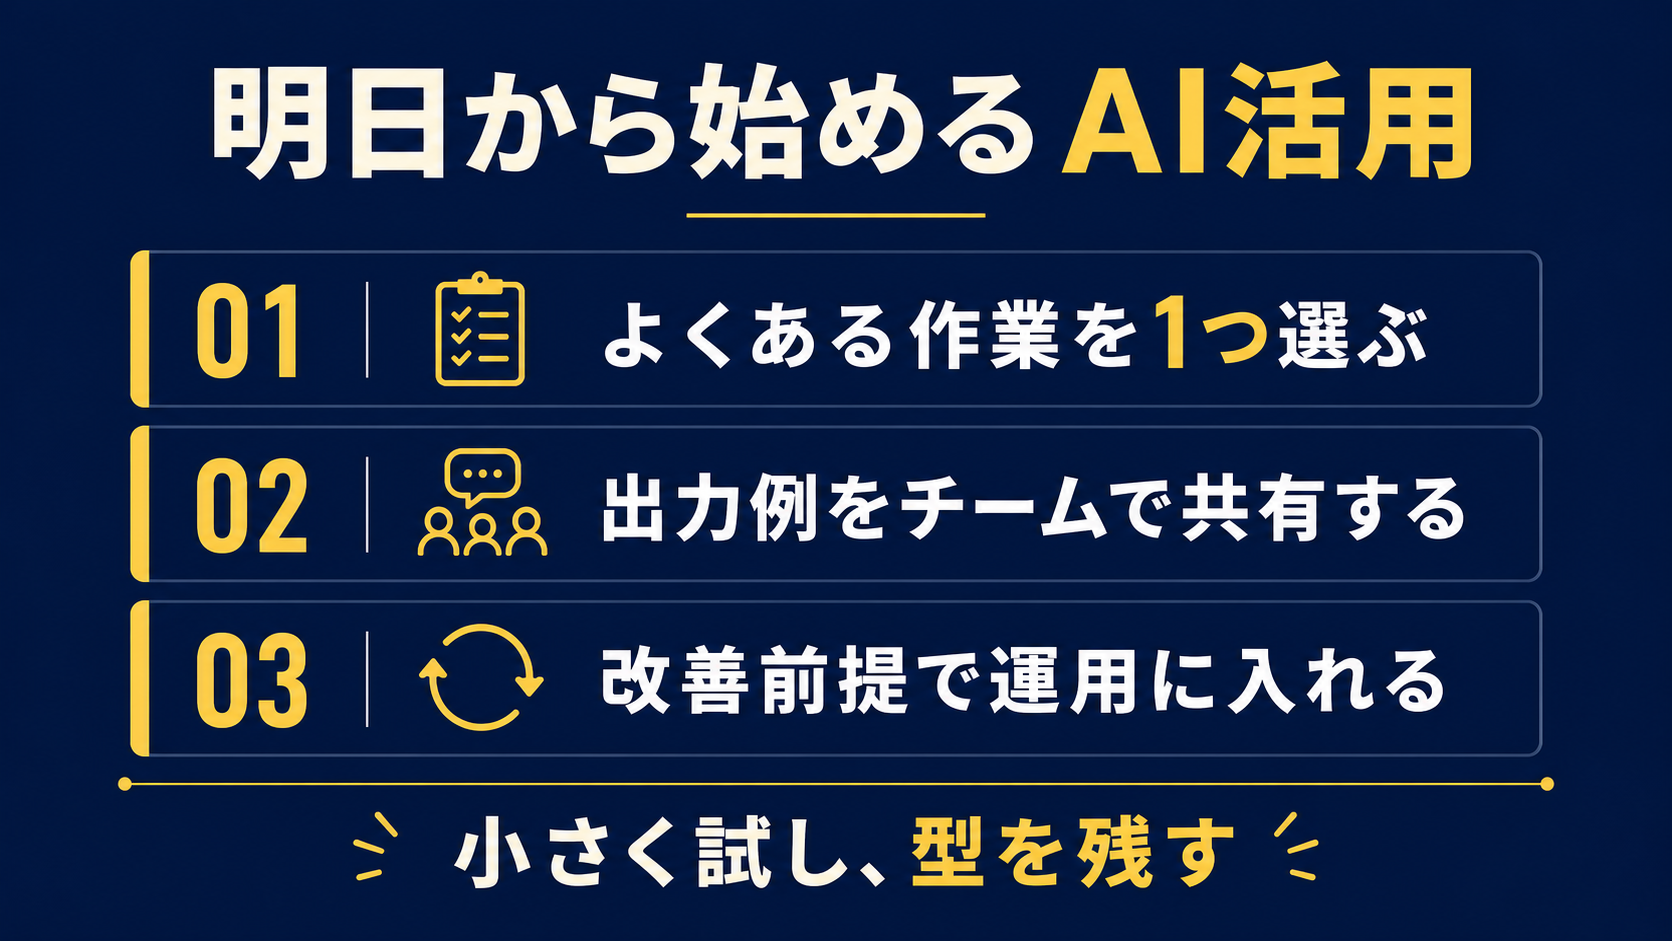 明日から始めるAI活用
01 よくある作業を1つ選ぶ
02 出力例をチームで共有する
03 改善前提で運用に入れる
小さく試し、型を残す